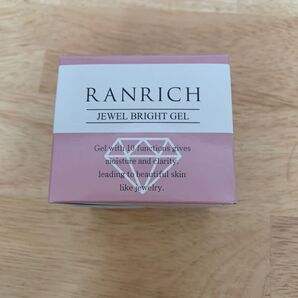 RANRICH
JEWEL BRIGHT GEL
Gel with 10 functions gives
moisture and clarity,
leading to beautiful skin
like jewelry.